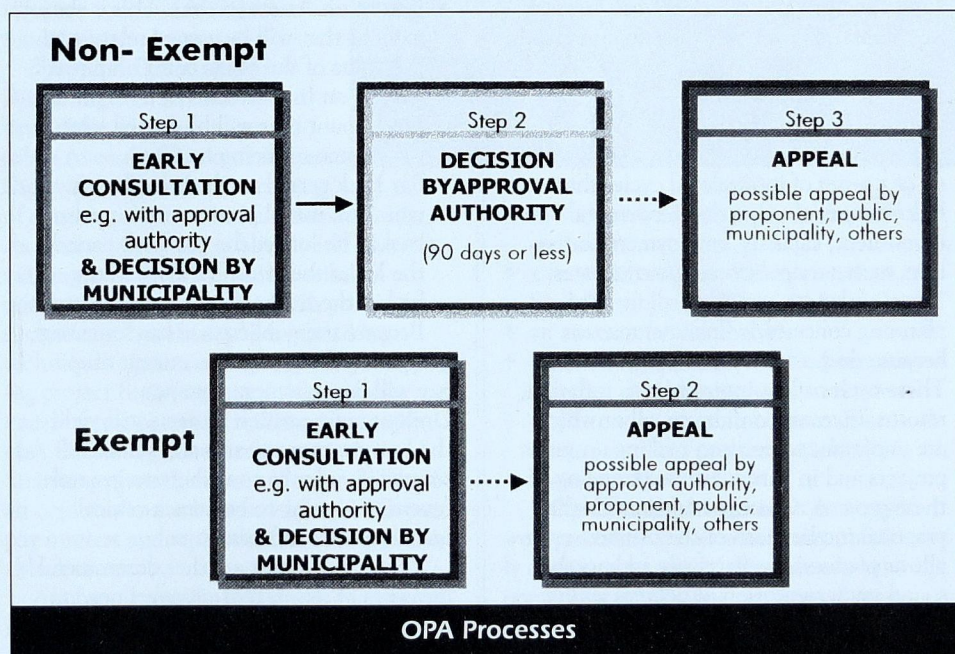 Non- Exempt
Step 1
EARLY
CONSULTATION
e.g. with approval
authority
& DECISION BY
MUNICIPALITY
Step 2
DECISION
BYAPPROVAL
AUTHORITY
(90 days or less)
Step 3
APPEAL
possible appeal by
proponent, public,
municipality, others
Exempt
Step 1
EARLY
CONSULTATION
e.g. with approval
authority
& DECISION BY
MUNICIPALITY
Step 2
APPEAL
possible appeal by
approval authority,
proponent, public,
municipality, others
OPA Processes